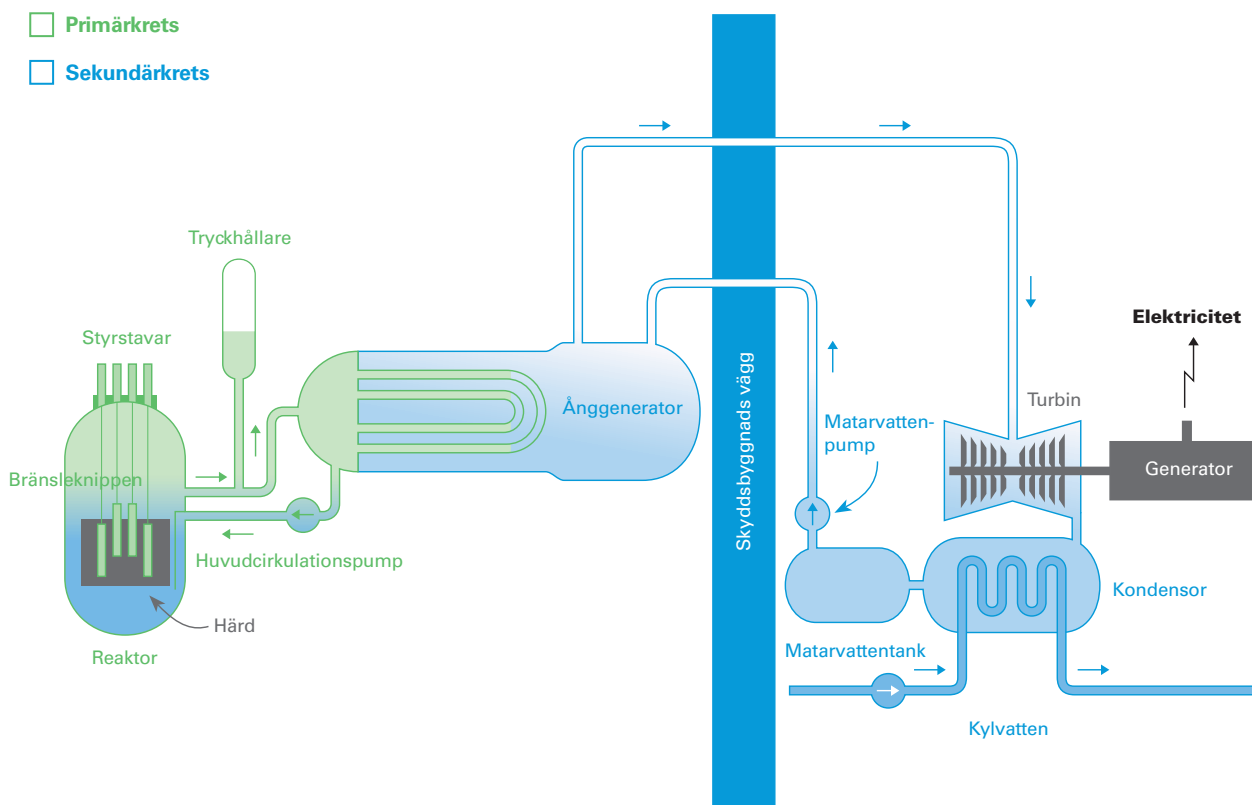 Primärkrets
Sekundärkrets
Tryckhållare
Styrstavar
Bränsleknippen
Huvudcirkulationspump
Härd
Reaktor
Ånggenerator
Skyddsbyggnads vägg
Matarvatten-
pump
Elektricitet
Turbin
Generator
Kondensor
Matarvattentank
Kylvatten